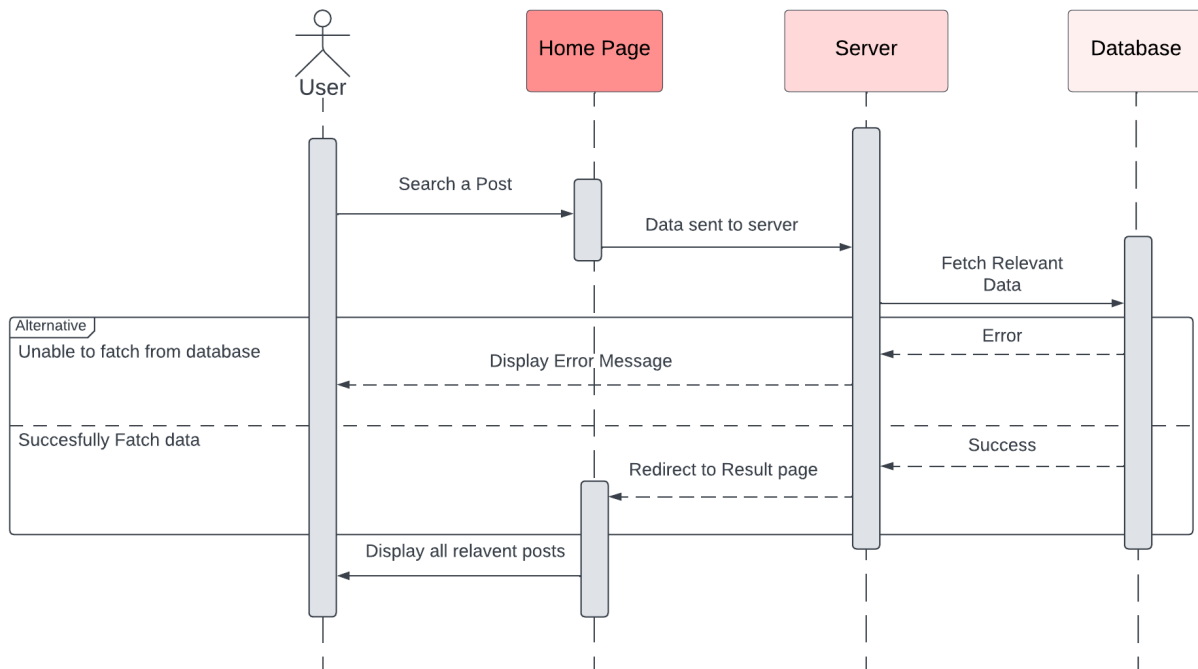 User
Home Page
Server
Database
Search a Post
Data sent to server
Fetch Relevant
Data
Alternative
Unable to fatch from database
Error
Display Error Message
Succesfully Fatch data
Success
Redirect to Result page
Display all relavent posts